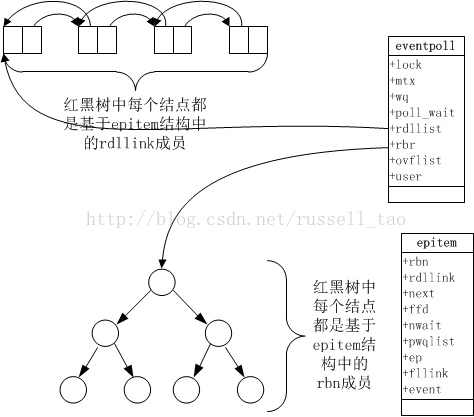 红黑树中每个结点都
是基于epitem结构中
的rdllink成员
eventpoll
+lock
+mtx
+wq
+poll_wait
+rdllist
+rbr
+ovflist
+user
http://blog.csdn.net/russell_tao
epitem
+rbn
+rdllink
+next
+ffd
+nwait
+pwqlist
+ep
+fllink
+event
红黑树中
每个结点
都是基于
epitem结
构中的
rbn成员